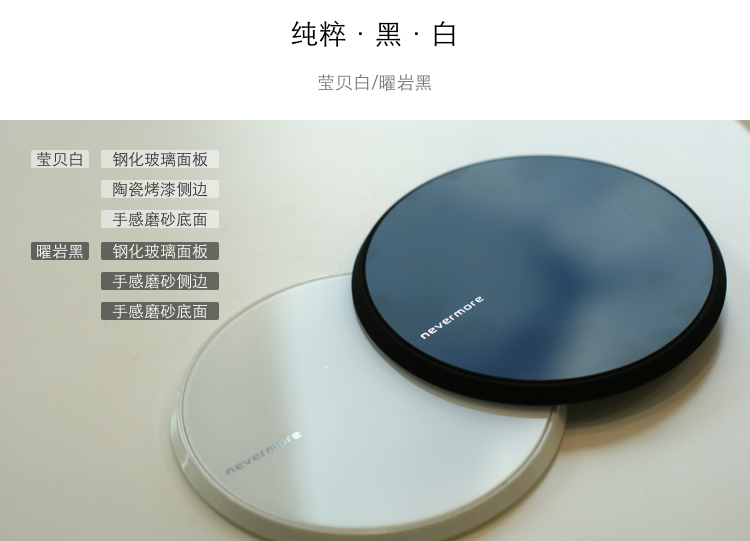 纯粹 · 黑 · 白
莹贝白/曜岩黑
莹贝白 钢化玻璃面板
陶瓷烤漆侧边
手感磨砂底面
曜岩黑 钢化玻璃面板
手感磨砂侧边
手感磨砂底面
nevermore
nevermore